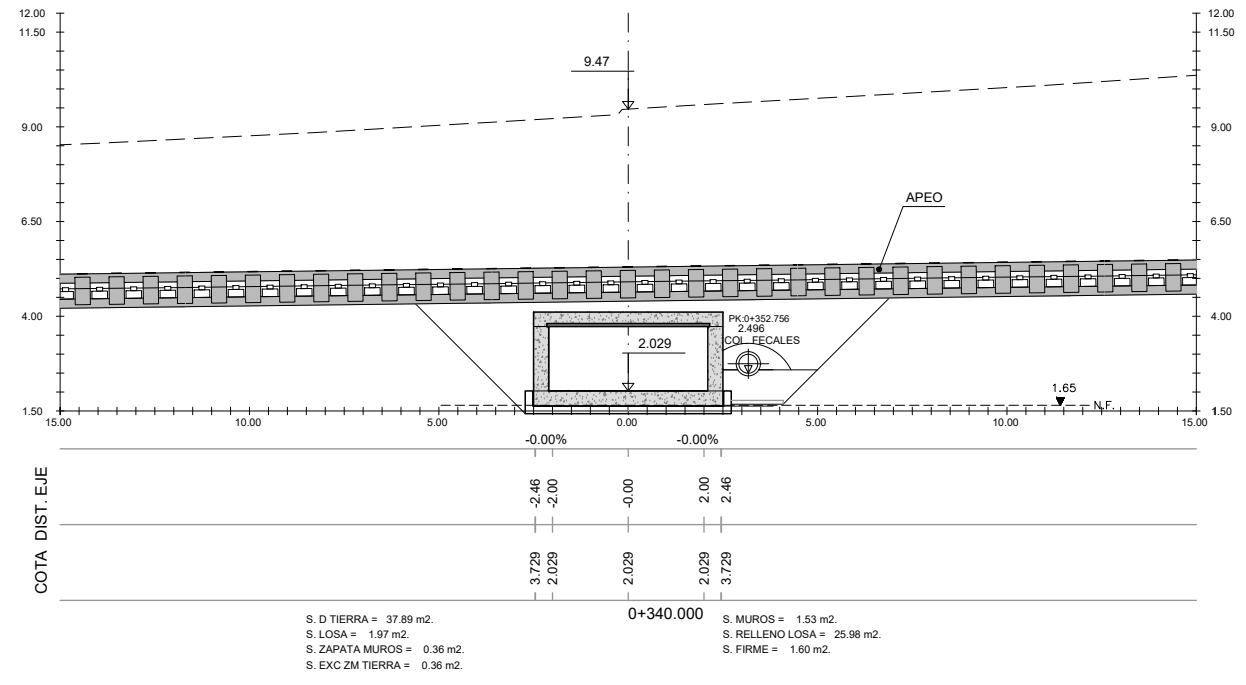 12.00
12.00
11.50
11.50
9.47
9.00
9.00
APEO
6.50
6.50
4.00
4.00
PK:0+352.756
2.496
COL. FECALES
2.029
1.65
N.F.
1.50
1.50
15.00
10.00
5.00
0.00
5.00
10.00
15.00
-0.00%
-0.00%
DIST. EJE
-2.46
-2.00
-0.00
2.00
2.46
COTA
3.729
2.029
2.029
2.029
3.729
0+340.000
S. D TIERRA = 37.89 m2.
S. LOSA = 1.97 m2.
S. ZAPATA MUROS = 0.36 m2.
S. EXC ZM TIERRA = 0.36 m2.
S. MUROS = 1.53 m2.
S. RELLENO LOSA = 25.98 m2.
S. FIRME = 1.60 m2.